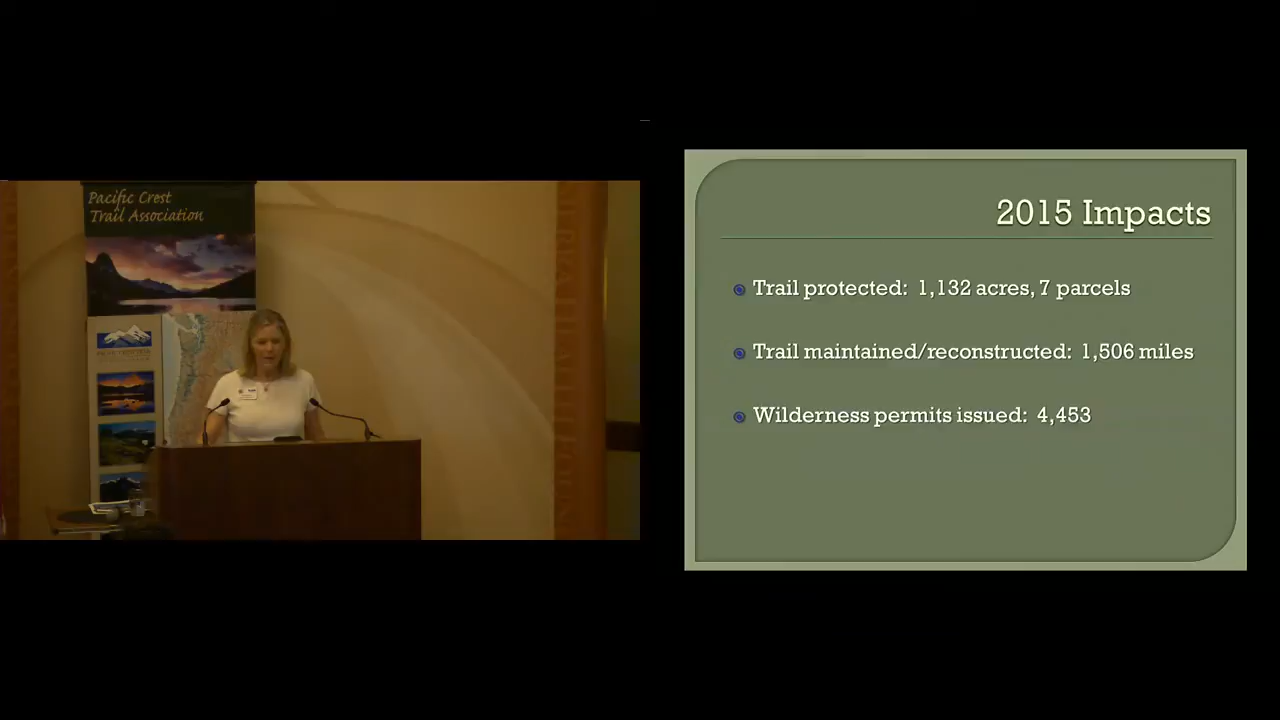 Pacific Crest
Trail Association
2015 Impacts
Trail protected: 1,132 acres, 7 parcels
Trail maintained/reconstructed: 1,506 miles
Wilderness permits issued: 4,453